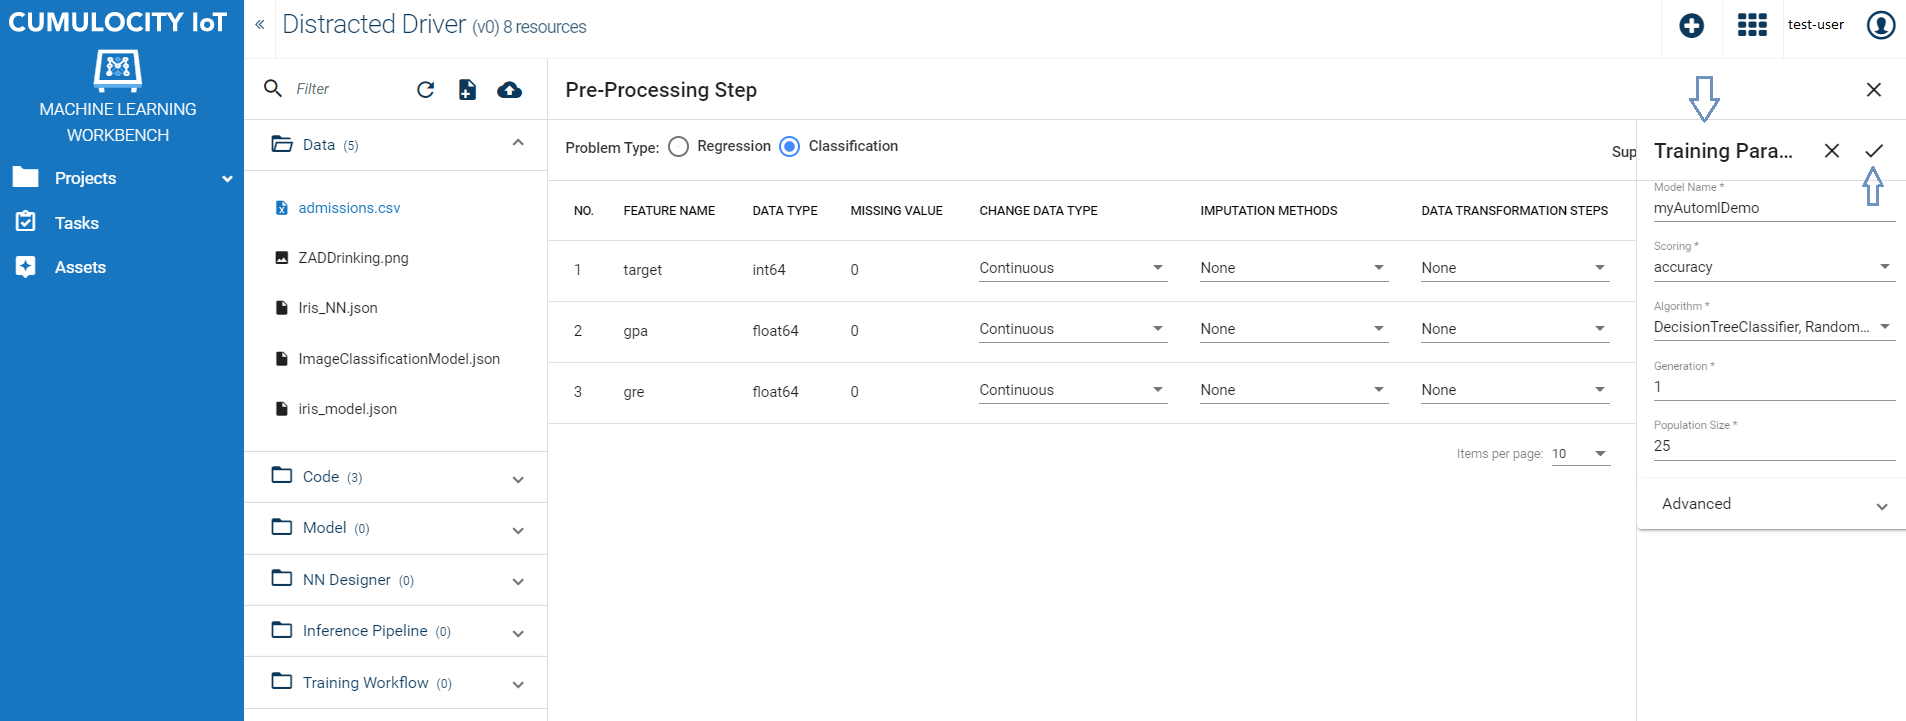 CUMULOCITY IoT
MACHINE LEARNING
WORKBENCH
Projects
Tasks
Assets
Distracted Driver (v0) 8 resources
test-user
Filter
Data (5)
admissions.csv
ZADDrinking.png
Iris_NN.json
ImageClassificationModel.json
iris_model.json
Code (3)
Model (0)
NN Designer (0)
Inference Pipeline (0)
Training Workflow (0)
Pre-Processing Step
Problem Type: Regression Classification
Sup
NO. FEATURE NAME DATA TYPE MISSING VALUE CHANGE DATA TYPE IMPUTATION METHODS DATA TRANSFORMATION STEPS
1 target int64 0 Continuous None None
2 gpa float64 0 Continuous None None
3 gre float64 0 Continuous None None
Items per page: 10
Training Para...
Model Name *
myAutomlDemo
Scoring *
accuracy
Algorithm *
DecisionTreeClassifier, Random...
Generation *
1
Population Size *
25
Advanced